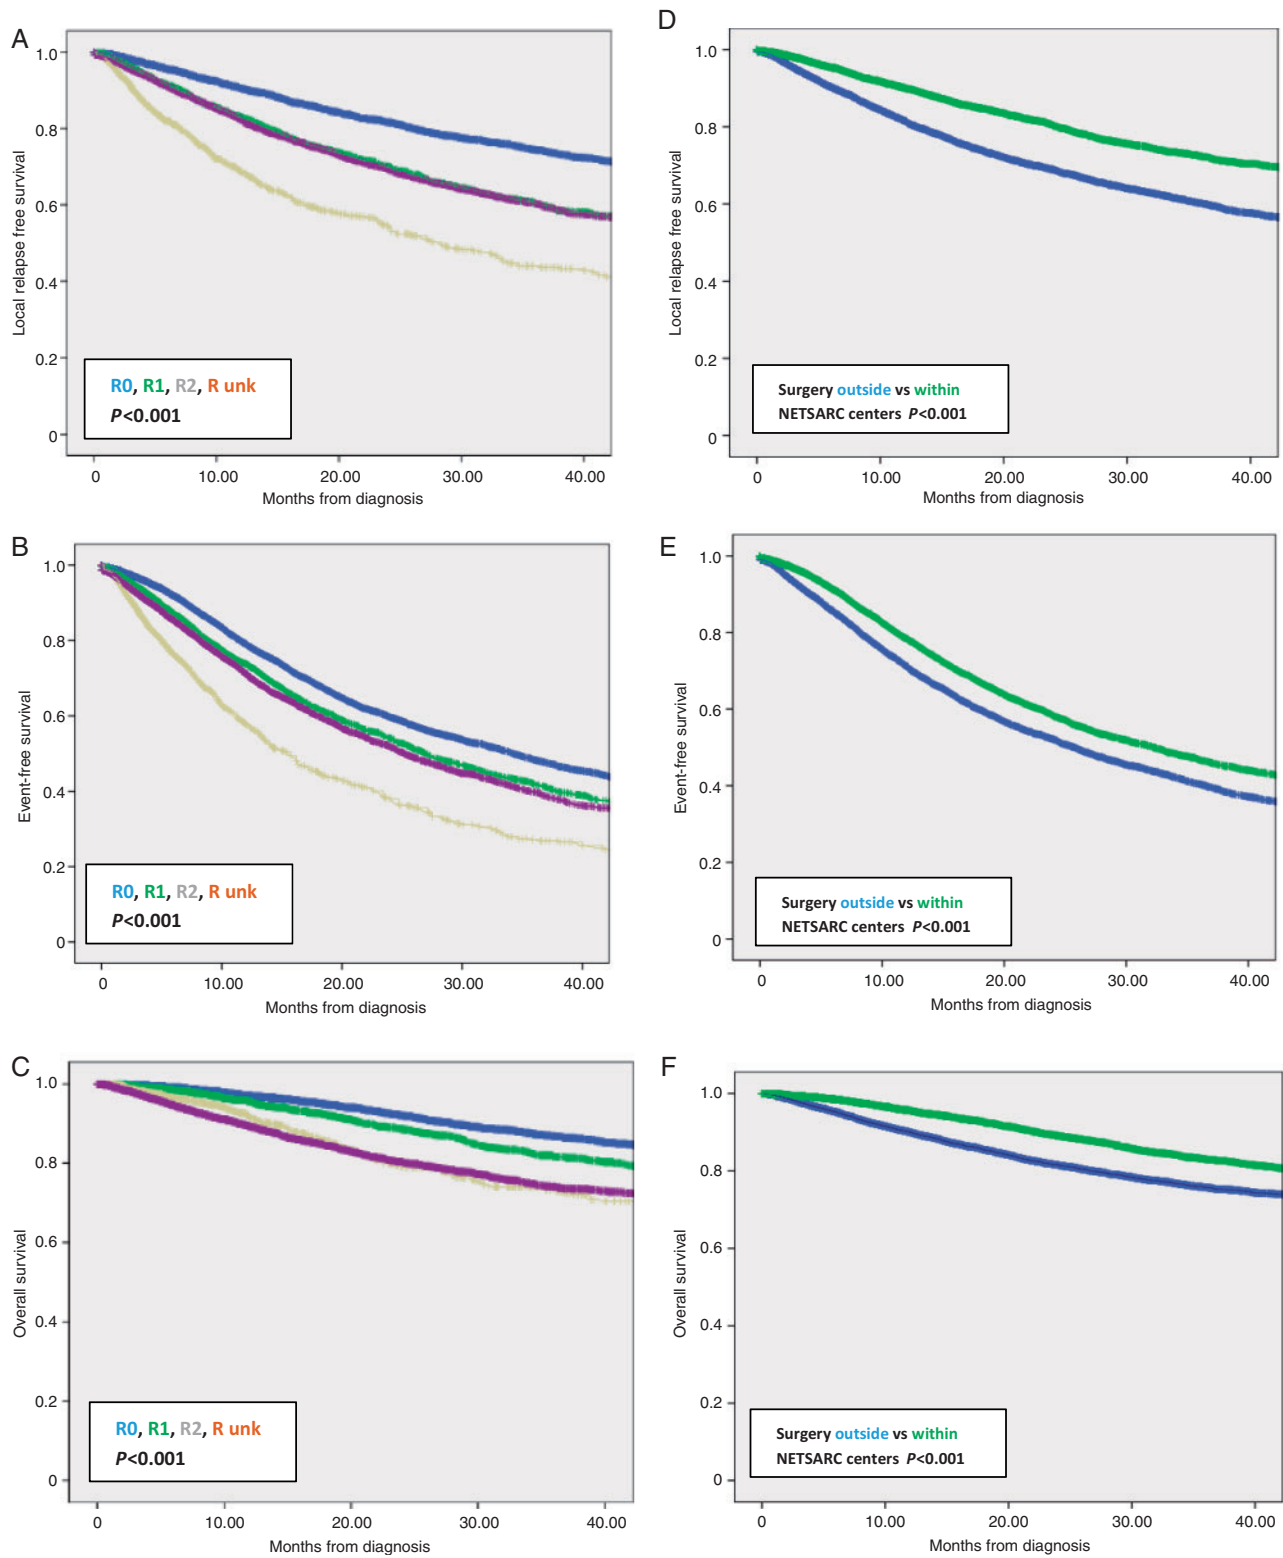 A
1.0
0.8
0.6
0.4
0.2
0
Local relapse free survival
R0, R1, R2, R unk
P<0.001
0 10.00 20.00 30.00 40.00
Months from diagnosis
D
1.0
0.8
0.6
0.4
0.2
0
Local relapse free survival
Surgery outside vs within
NETSARC centers P<0.001
0 10.00 20.00 30.00 40.00
Months from diagnosis
B
1.0
0.8
0.6
0.4
0.2
0
Event-free survival
R0, R1, R2, R unk
P<0.001
0 10.00 20.00 30.00 40.00
Months from diagnosis
E
1.0
0.8
0.6
0.4
0.2
0
Event-free survival
Surgery outside vs within
NETSARC centers P<0.001
0 10.00 20.00 30.00 40.00
Months from diagnosis
C
1.0
0.8
0.6
0.4
0.2
0
Overall survival
R0, R1, R2, R unk
P<0.001
0 10.00 20.00 30.00 40.00
Months from diagnosis
F
1.0
0.8
0.6
0.4
0.2
0
Overall survival
Surgery outside vs within
NETSARC centers P<0.001
0 10.00 20.00 30.00 40.00
Months from diagnosis